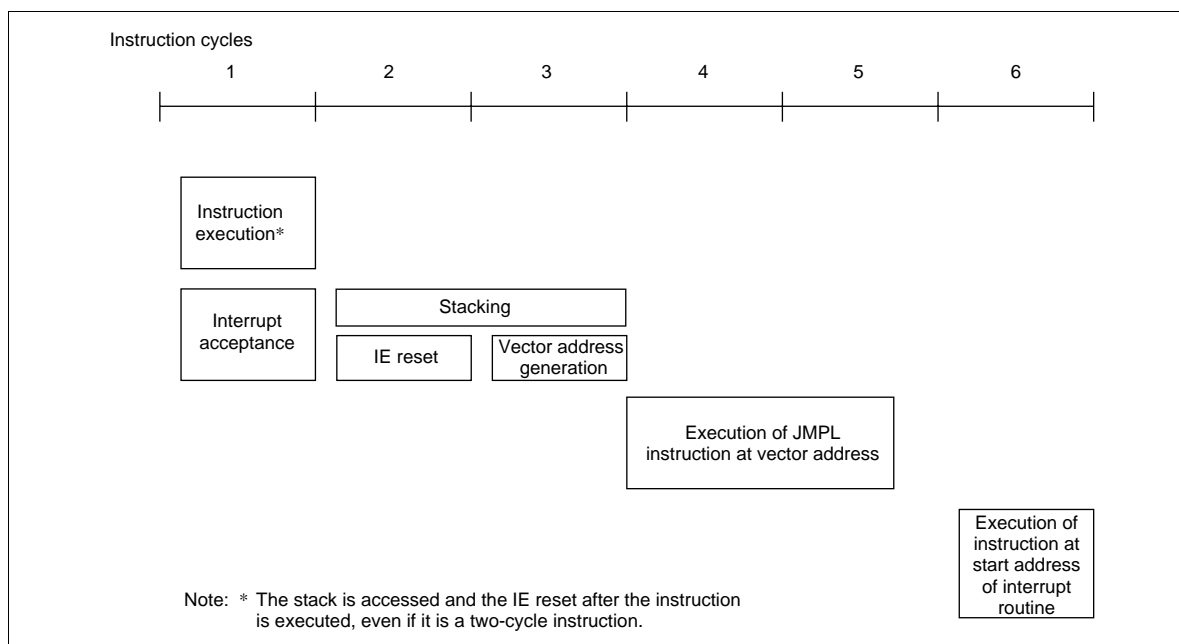 Instruction cycles
1 2 3 4 5 6
Instruction
execution*
Interrupt
acceptance
Stacking
IE reset
Vector address
generation
Execution of JMPL
instruction at vector address
Execution of
instruction at
start address
of interrupt
routine
Note: * The stack is accessed and the IE reset after the instruction
is executed, even if it is a two-cycle instruction.